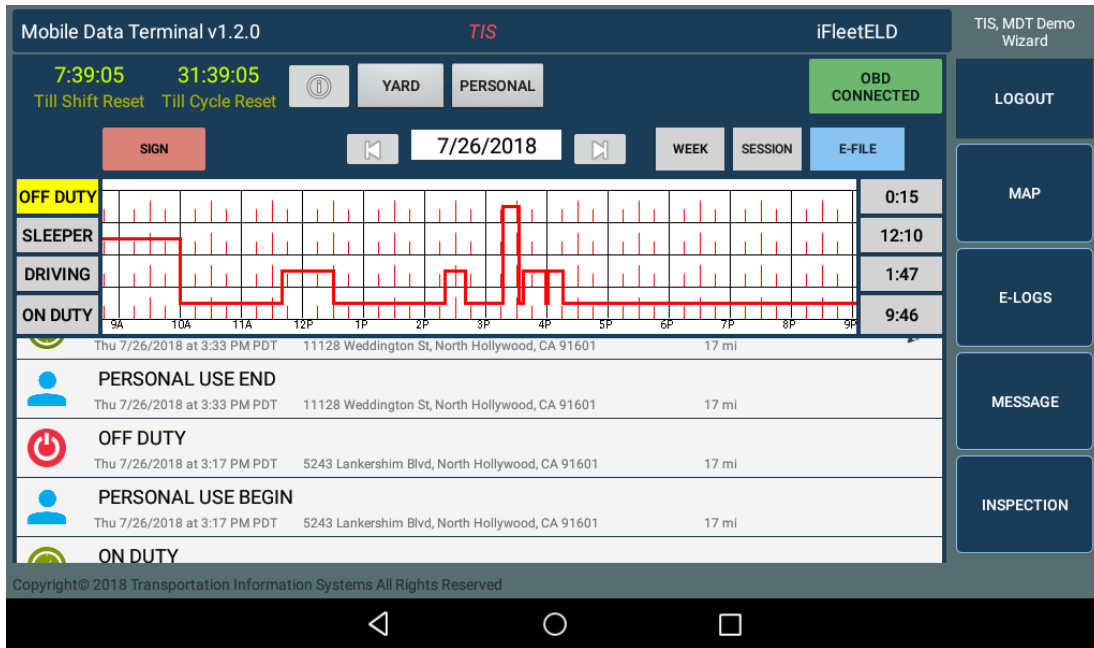 Mobile Data Terminal v1.2.0 TIS iFleetELD
TIS, MDT Demo
Wizard
7:39:05 31:39:05
Till Shift Reset Till Cycle Reset
YARD PERSONAL
OBD
CONNECTED
LOGOUT
SIGN 7/26/2018 WEEK SESSION E-FILE
MAP
OFF DUTY 0:15
SLEEPER 12:10
DRIVING 1:47
ON DUTY 9:46
9A 10A 11A 12P 1P 2P 3P 4P 5P 6P 7P 8P 9P
E-LOGS
Thu 7/26/2018 at 3:33 PM PDT 11128 Weddington St, North Hollywood, CA 91601 17 mi
PERSONAL USE END
Thu 7/26/2018 at 3:33 PM PDT 11128 Weddington St, North Hollywood, CA 91601 17 mi
MESSAGE
OFF DUTY
Thu 7/26/2018 at 3:17 PM PDT 5243 Lankershim Blvd, North Hollywood, CA 91601 17 mi
PERSONAL USE BEGIN
Thu 7/26/2018 at 3:17 PM PDT 5243 Lankershim Blvd, North Hollywood, CA 91601 17 mi
INSPECTION
ON DUTY
Copyright© 2018 Transportation Information Systems All Rights Reserved